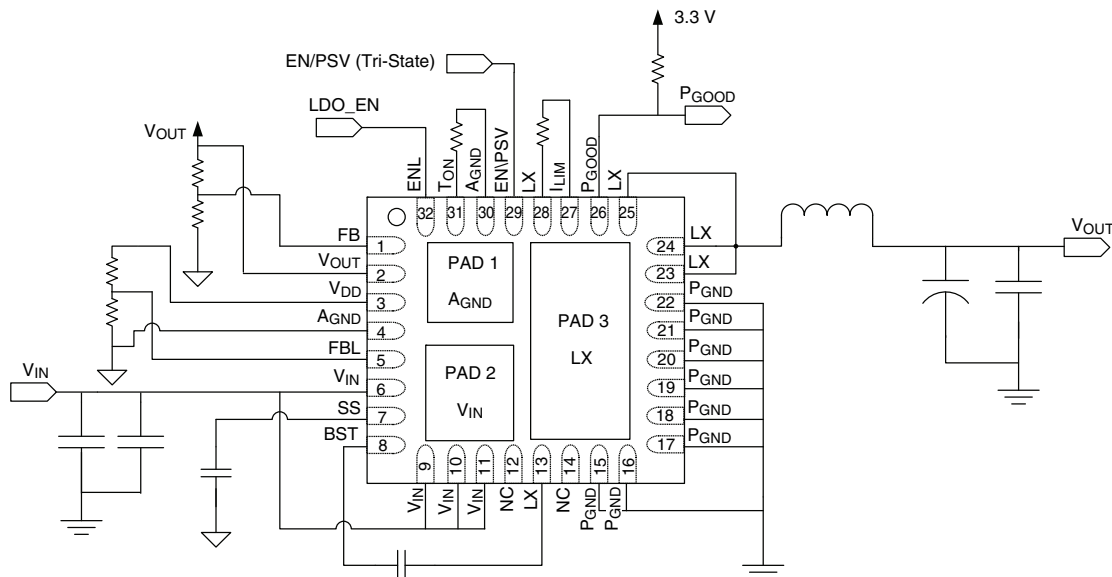 3.3 V
EN/PSV (Tri-State)
PGOOD
LDO_EN
VOUT
ENL
TON
AGND
EN\PSV
LX
ILIM
PGOOD
LX
32
31
30
29
28
27
26
25
FB
1
VOUT
2
VDD
3
AGND
4
FBL
5
VIN
VIN
6
SS
7
BST
8
PAD 1
AGND
PAD 2
VIN
PAD 3
LX
24
LX
23
LX
22
PGND
21
PGND
20
PGND
19
PGND
18
PGND
17
PGND
VOUT
9
10
11
12
13
14
15
16
VIN
VIN
VIN
NC
LX
NC
PGND
PGND